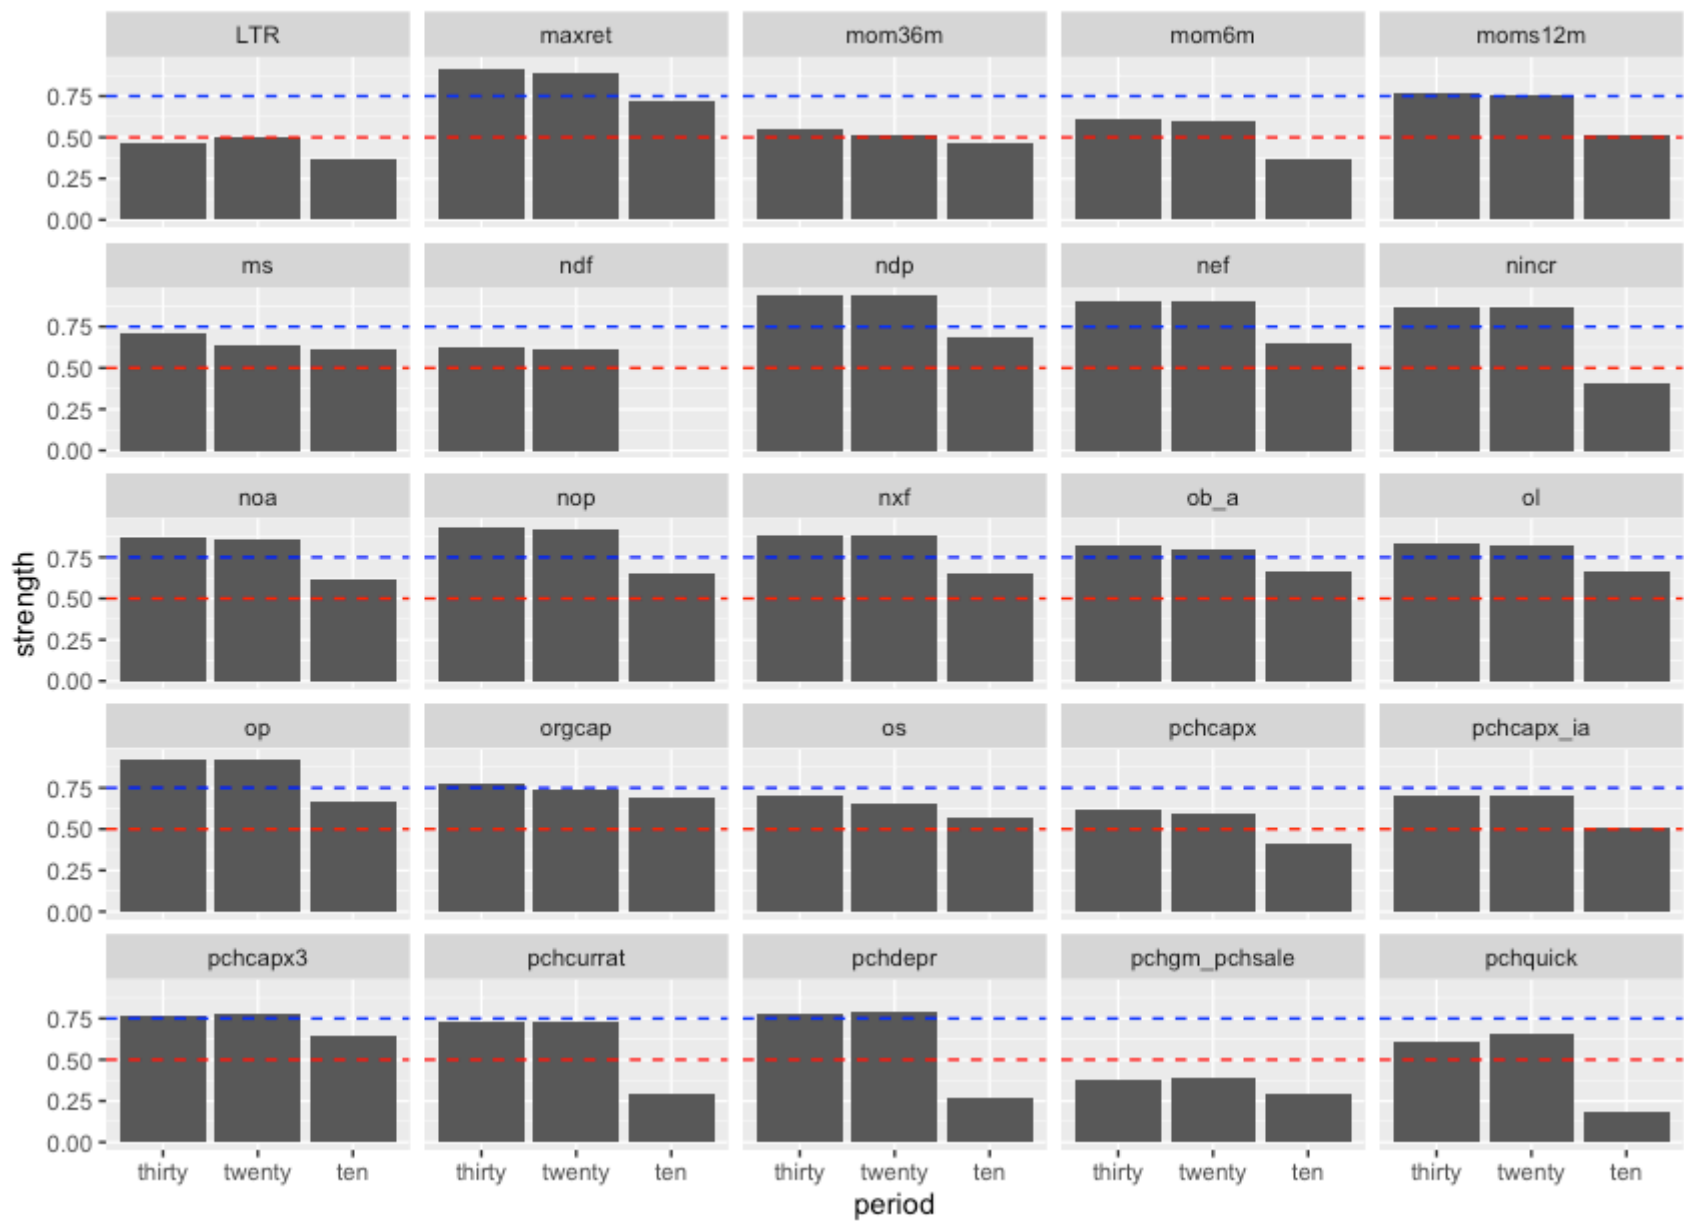 LTR maxret mom36m mom6m moms12m
0.75
0.50
0.25
0.00
ms ndf ndp nef nincr
0.75
0.50
0.25
0.00
noa nop nxf ob_a ol
0.75
0.50
0.25
0.00
strength
op orgcap os pchcapx pchcapx_ia
0.75
0.50
0.25
0.00
pchcapx3 pchcurrat pchdepr pchgm_pchsale pchquick
0.75
0.50
0.25
0.00
thirty twenty ten thirty twenty ten thirty twenty ten thirty twenty ten thirty twenty ten
period